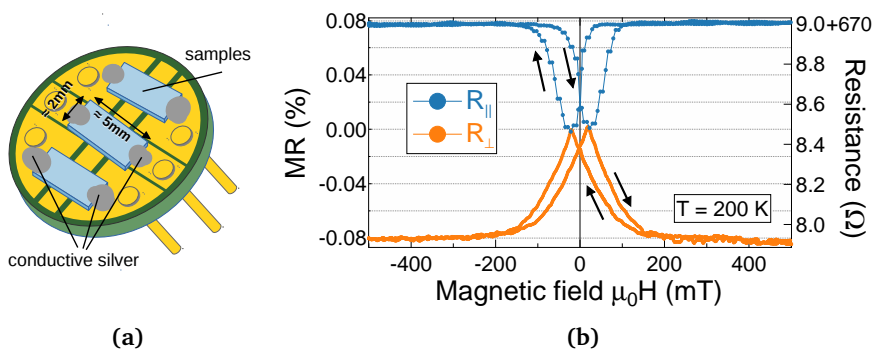 samples
≈ 2mm
≈ 5mm
conductive silver
(a)
MR (%)
0.08
0.04
0.00
-0.04
-0.08
R∥
R⊥
T = 200 K
9.0+670
8.8
8.6
8.4
8.2
8.0
Resistance (Ω)
-400
-200
0
200
400
Magnetic field μ₀H (mT)
(b)